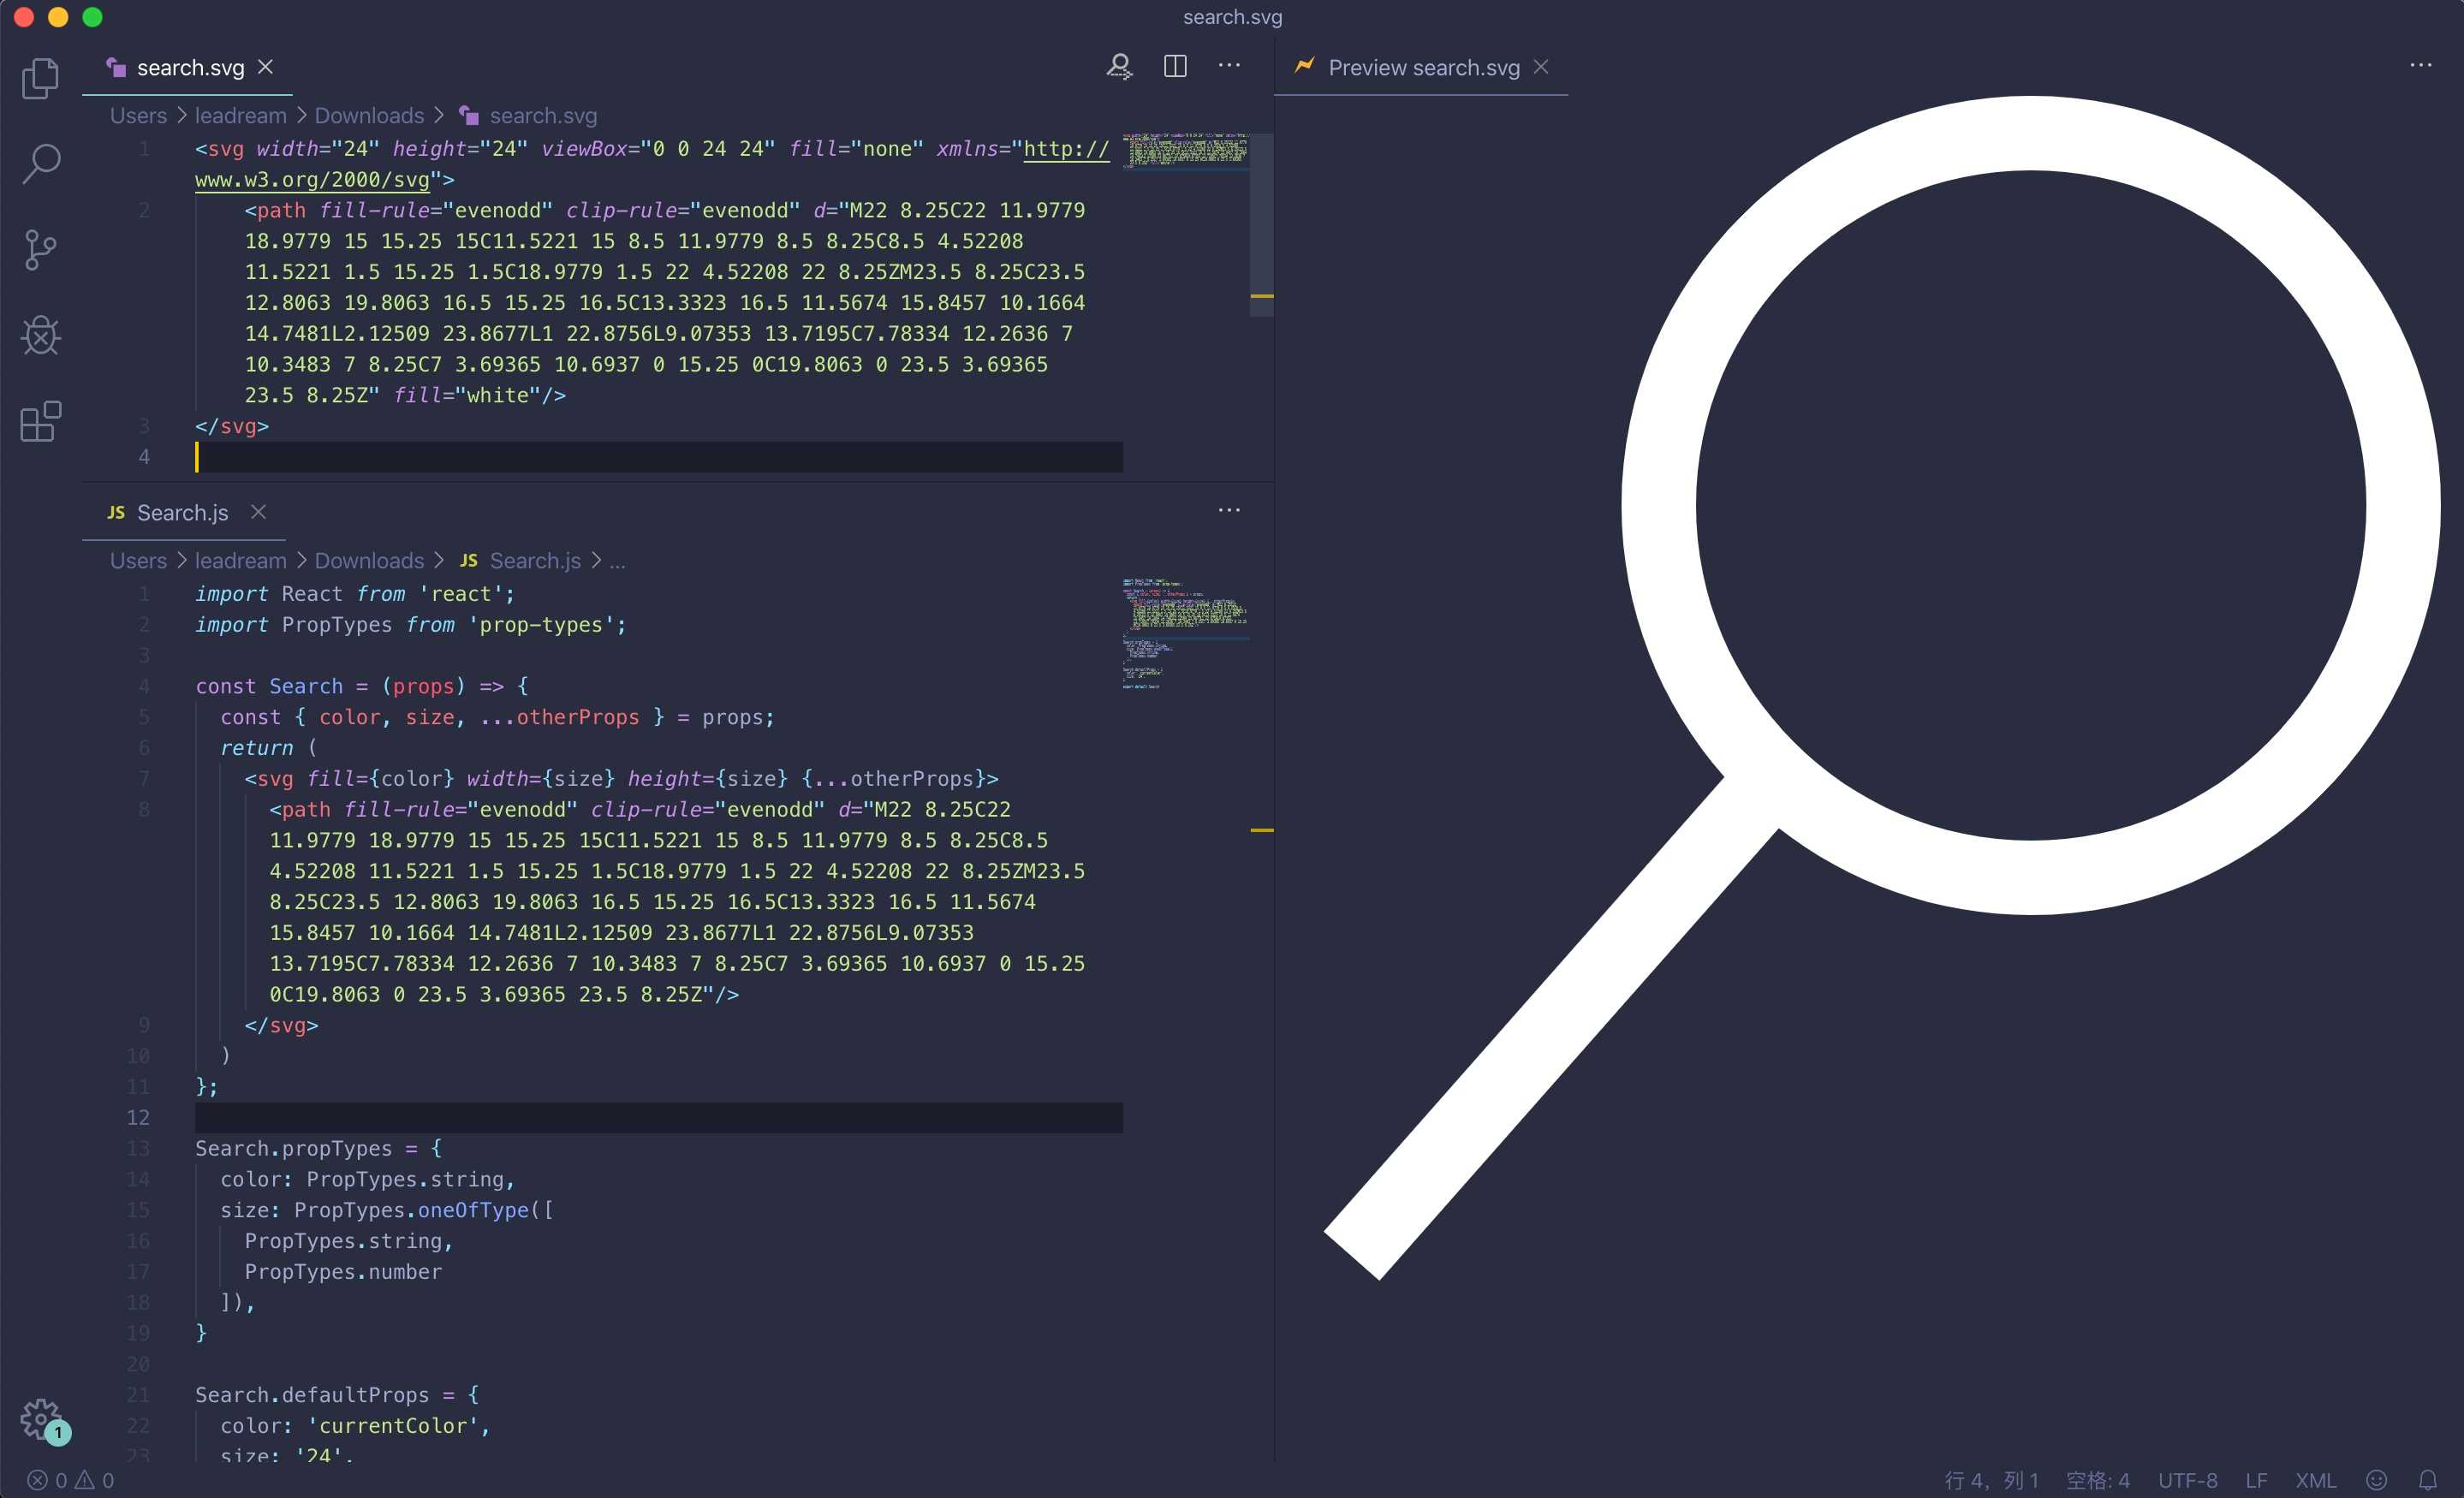 search.svg
search.svg
Preview search.svg
Users > leadream > Downloads > search.svg
1 <svg width="24" height="24" viewBox="0 0 24 24" fill="none" xmlns="http://
www.w3.org/2000/svg">
2 <path fill-rule="evenodd" clip-rule="evenodd" d="M22 8.25C22 11.9779
18.9779 15 15.25 15C11.5221 15 8.5 11.9779 8.5 8.25C8.5 4.52208
11.5221 1.5 15.25 1.5C18.9779 1.5 22 4.52208 22 8.25ZM23.5 8.25C23.5
12.8063 19.8063 16.5 15.25 16.5C13.3323 16.5 11.5674 15.8457 10.1664
14.7481L2.12509 23.8677L1 22.8756L9.07353 13.7195C7.78334 12.2636 7
10.3483 7 8.25C7 3.69365 10.6937 0 15.25 0C19.8063 0 23.5 3.69365
23.5 8.25Z" fill="white"/>
3 </svg>
4
JS Search.js
Users > leadream > Downloads > JS Search.js > ...
1 import React from 'react';
2 import PropTypes from 'prop-types';
3
4 const Search = (props) => {
5 const { color, size, ...otherProps } = props;
6 return (
7 <svg fill={color} width={size} height={size} {...otherProps}>
8 <path fill-rule="evenodd" clip-rule="evenodd" d="M22 8.25C22
11.9779 18.9779 15 15.25 15C11.5221 15 8.5 11.9779 8.5 8.25C8.5
4.52208 11.5221 1.5 15.25 1.5C18.9779 1.5 22 4.52208 22 8.25ZM23.5
8.25C23.5 12.8063 19.8063 16.5 15.25 16.5C13.3323 16.5 11.5674
15.8457 10.1664 14.7481L2.12509 23.8677L1 22.8756L9.07353
13.7195C7.78334 12.2636 7 10.3483 7 8.25C7 3.69365 10.6937 0 15.25
0C19.8063 0 23.5 3.69365 23.5 8.25Z"/>
9 </svg>
10 )
11 };
12
13 Search.propTypes = {
14 color: PropTypes.string,
15 size: PropTypes.oneOfType([
16 PropTypes.string,
17 PropTypes.number
18 ]),
19 }
20
21 Search.defaultProps = {
22 color: 'currentColor',
23 size: '24',
1
0 0
行 4，列 1 空格: 4 UTF-8 LF XML